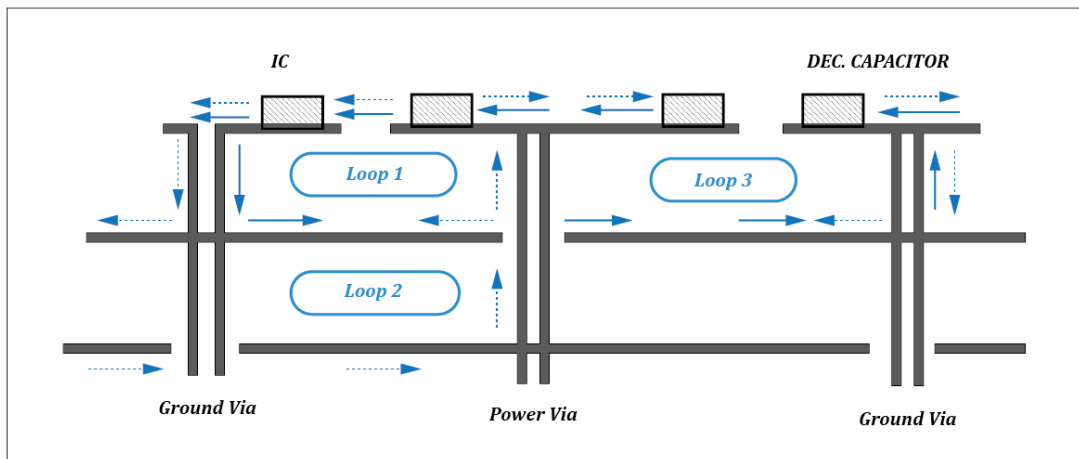 IC
DEC. CAPACITOR
Loop 1
Loop 3
Loop 2
Ground Via
Power Via
Ground Via